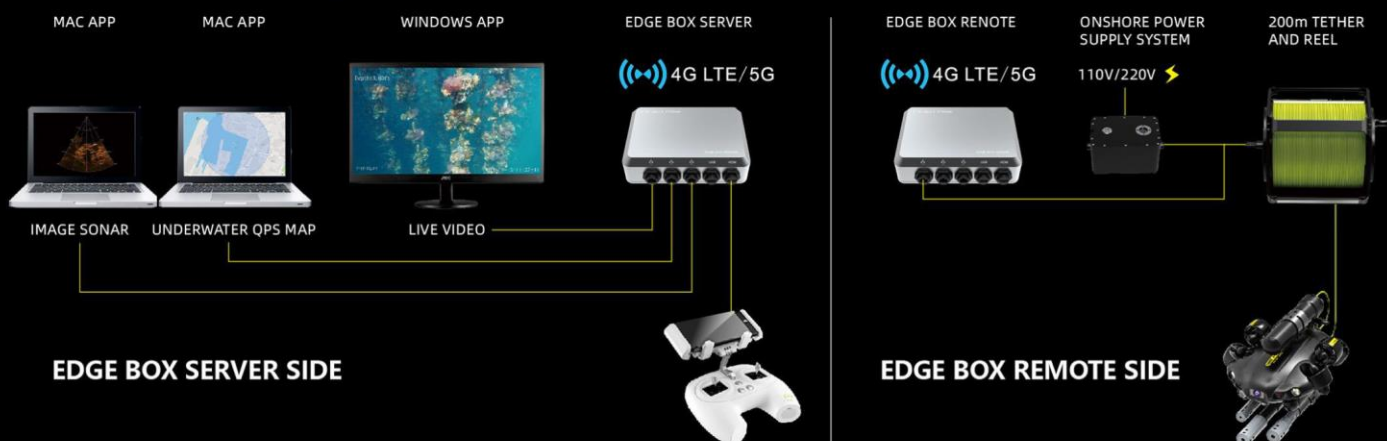 MAC APP
MAC APP
WINDOWS APP
EDGE BOX SERVER
4G LTE/5G
IMAGE SONAR
UNDERWATER QPS MAP
LIVE VIDEO
EDGE BOX SERVER SIDE
EDGE BOX RENOTE
4G LTE/5G
ONSHORE POWER
SUPPLY SYSTEM
110V/220V
200m TETHER
AND REEL
EDGE BOX REMOTE SIDE